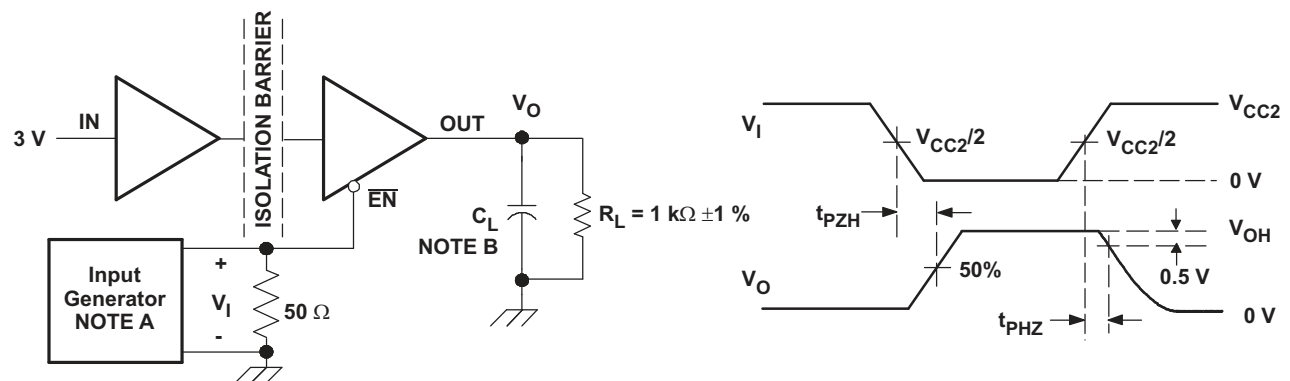 ISOLATION BARRIER
3 V
IN
OUT
V_O
EN
C_L
NOTE B
R_L = 1 kΩ ±1 %
Input
Generator
NOTE A
+
V_I
-
50 Ω
V_I
V_CC2/2
V_CC2/2
V_CC2
0 V
t_PZH
V_O
50%
V_OH
0.5 V
t_PHZ
0 V